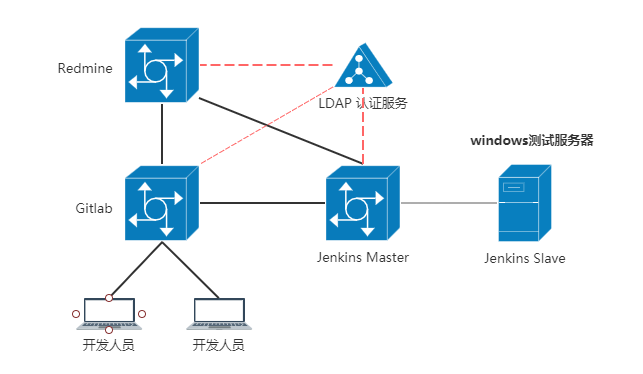 Redmine
LDAP 认证服务
windows测试服务器
Gitlab
Jenkins Master
Jenkins Slave
开发人员
开发人员